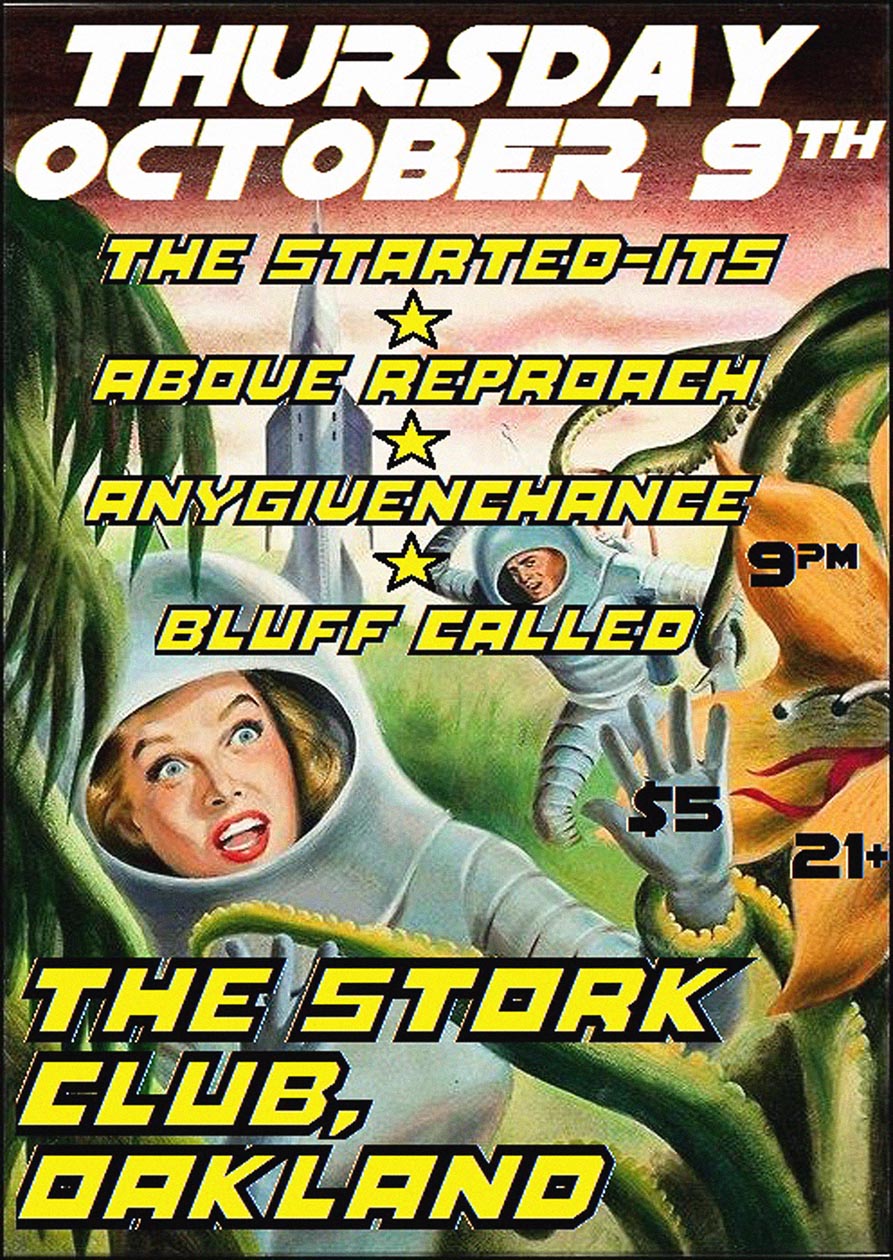 THURSDAY
OCTOBER 9TH
THE STARTED-ITS
ABOVE REPROACH
ANYGIVENCHANCE
BLUFF CALLED
9PM
$5
21+
THE STORK
CLUB,
OAKLAND